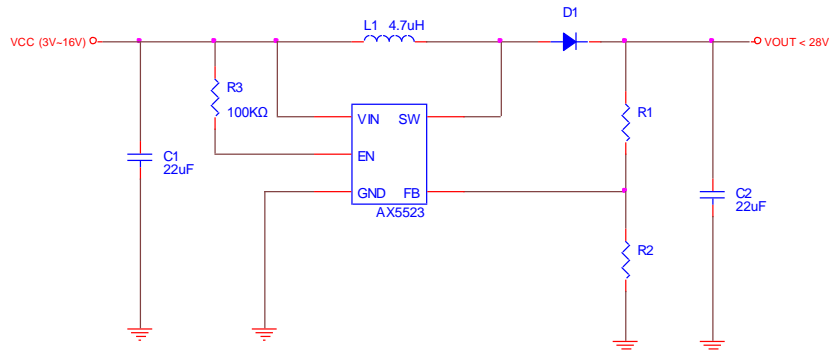 D1
L1 4.7uH
VCC (3V~16V)
VOUT < 28V
R3
100KΩ
R1
VIN SW
EN
C1
22uF
GND FB
AX5523
C2
22uF
R2